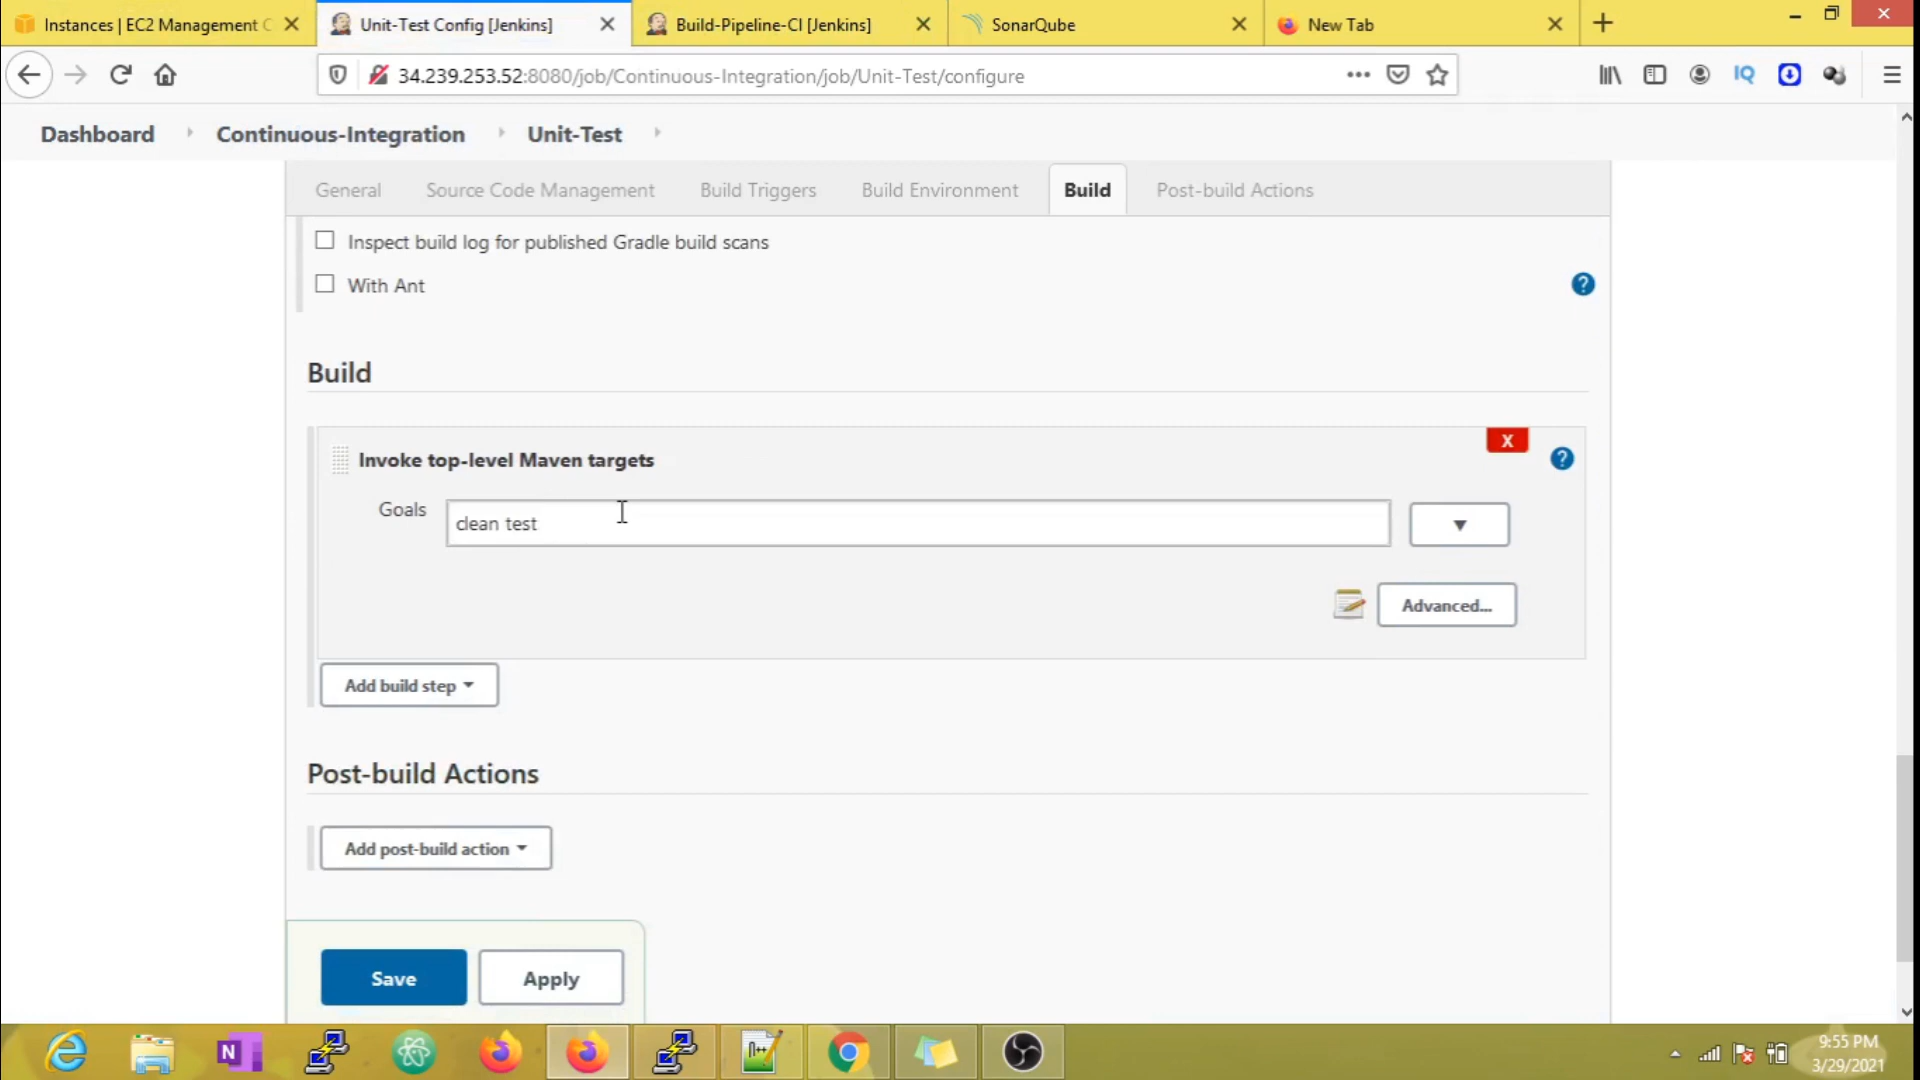 Instances | EC2 Management C
Unit-Test Config [Jenkins]
Build-Pipeline-CI [Jenkins]
SonarQube
New Tab
34.239.253.52:8080/job/Continuous-Integration/job/Unit-Test/configure
IQ
Dashboard
Continuous-Integration
Unit-Test
General
Source Code Management
Build Triggers
Build Environment
Build
Post-build Actions
Inspect build log for published Gradle build scans
With Ant
?
Build
X
Invoke top-level Maven targets
?
Goals
clean test
Advanced...
Add build step
Post-build Actions
Add post-build action
Save
Apply
N
9:55 PM
3/29/2021